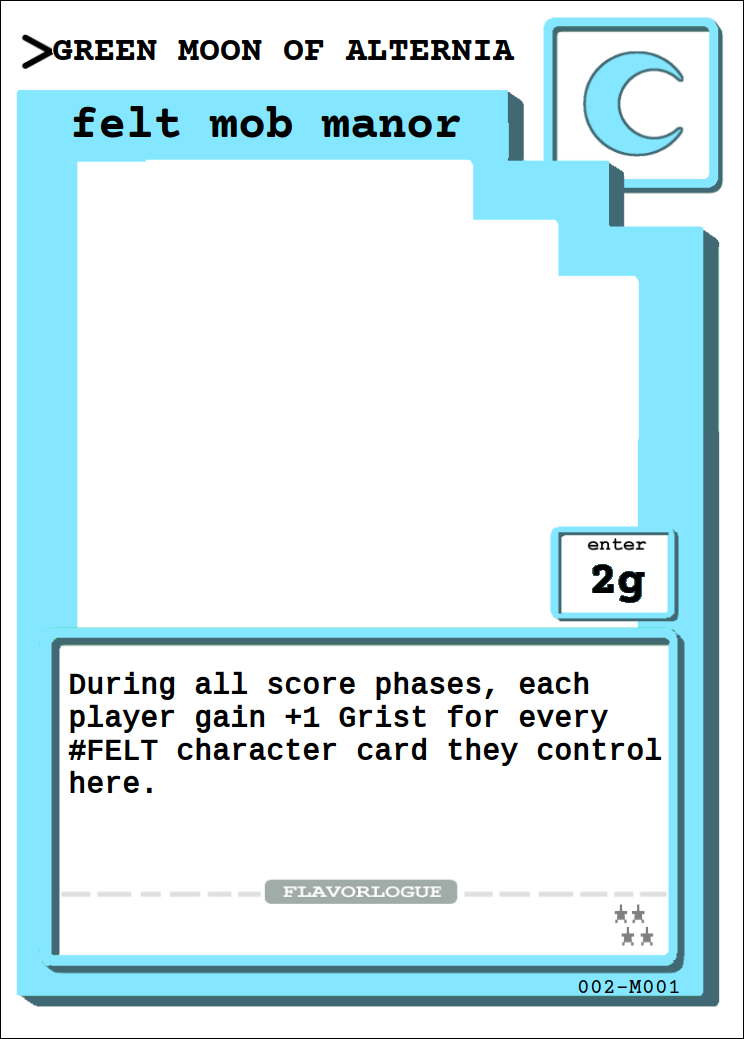 >GREEN MOON OF ALTERNIA
felt mob manor
enter
2g
During all score phases, each
player gain +1 Grist for every
#FELT character card they control
here.
FLAVORLOGUE
002-M001